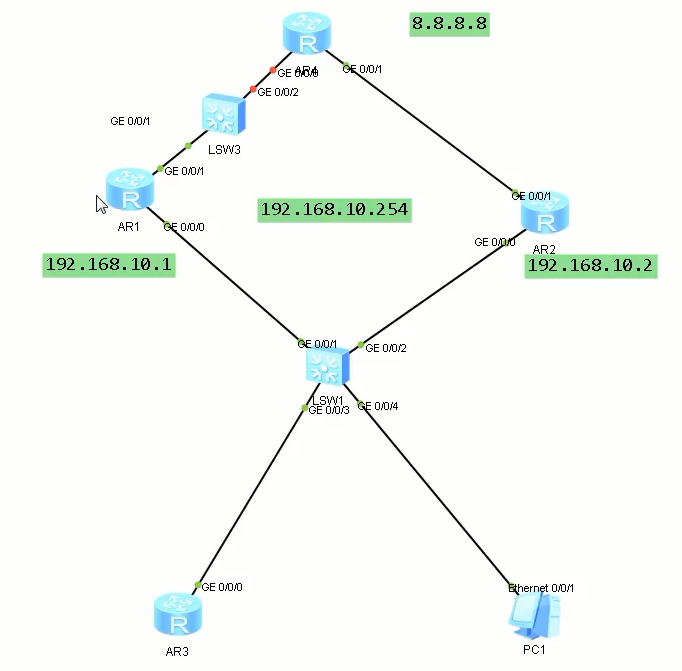 8.8.8.8
AR4
GE 0/0/0
GE 0/0/1
GE 0/0/2
GE 0/0/1
LSW3
GE 0/0/1
R
AR1
GE 0/0/0
192.168.10.254
GE 0/0/1
R
AR2
GE 0/0/0
192.168.10.1
192.168.10.2
GE 0/0/1
GE 0/0/2
LSW1
GE 0/0/3
GE 0/0/4
GE 0/0/0
R
AR3
Ethernet 0/0/1
PC1
R